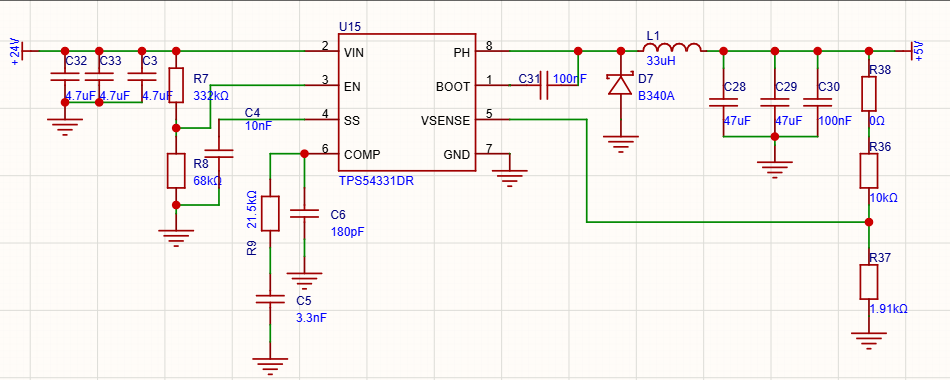 +24V
C32
4.7uF
C33
4.7uF
C3
4.7uF
R7
332kΩ
R8
68kΩ
C4
10nF
U15
2 VIN
3 EN
4 SS
6 COMP
PH 8
BOOT 1
VSENSE 5
GND 7
TPS54331DR
R9 21.5kΩ
C6
180pF
C5
3.3nF
C31 100nF
D7
B340A
L1
33uH
C28
47uF
C29
47uF
C30
100nF
+5V
R38
0Ω
R36
10kΩ
R37
1.91kΩ